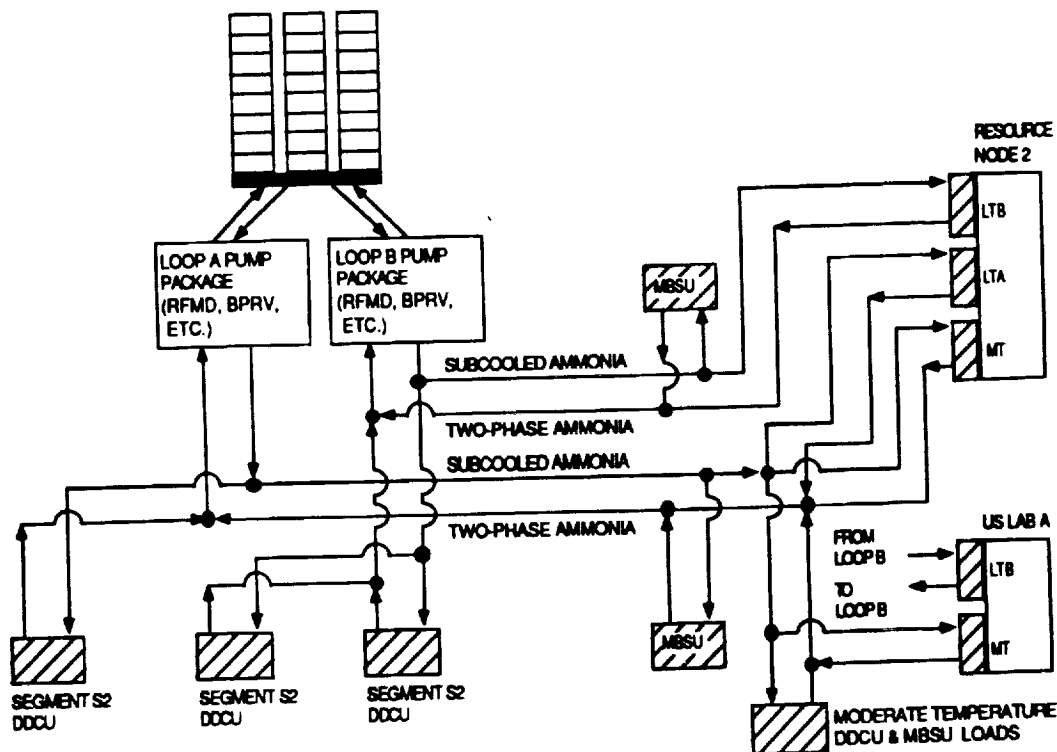 RESOURCE
NODE 2
LTB
LTA
MT
LOOP A PUMP
PACKAGE
(RFMD, BPRV,
ETC.)
LOOP B PUMP
PACKAGE
(RFMD, BPRV,
ETC.)
MBSU
SUBCOOLED AMMONIA
TWO-PHASE AMMONIA
SUBCOOLED AMMONIA
TWO-PHASE AMMONIA
US LAB A
FROM
LOOP B
TO
LOOP B
LTB
MT
MBSU
SEGMENT S2
DDCU
SEGMENT S2
DDCU
SEGMENT S2
DDCU
MODERATE TEMPERATURE
DDCU & MBSU LOADS